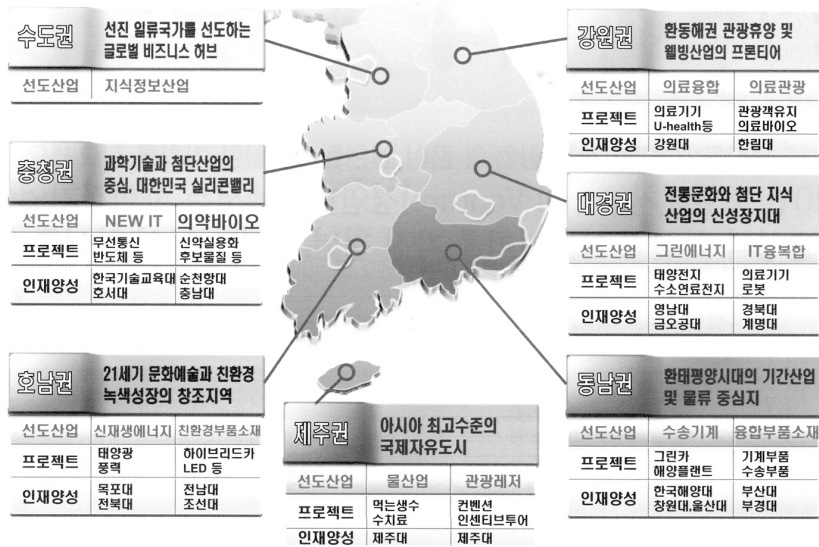 수도권
선진 일류국가를 선도하는
글로벌 비즈니스 허브
선도산업 지식정보산업
충청권
과학기술과 첨단산업의
중심, 대한민국 실리콘밸리
선도산업 NEW IT 의약바이오
프로젝트 무선통신 신약실용화
반도체 등 후보물질 등
인재양성 한국기술교육대 순천향대
호서대 충남대
호남권
21세기 문화예술과 친환경
녹색성장의 창조지역
선도산업 신재생에너지 친환경부품소재
프로젝트 태양광 하이브리드카
풍력 LED 등
인재양성 목포대 전남대
전북대 조선대
제주권
아시아 최고수준의
국제자유도시
선도산업 물산업 관광레저
프로젝트 먹는생수 컨벤션
수치료 인센티브투어
인재양성 제주대 제주대
강원권
환동해권 관광휴양 및
웰빙산업의 프론티어
선도산업 의료융합 의료관광
프로젝트 의료기기 관광객유지
U-health등 의료바이오
인재양성 강원대 한림대
대경권
전통문화와 첨단 지식
산업의 신성장지대
선도산업 그린에너지 IT융복합
프로젝트 태양전지 의료기기
수소연료전지 로봇
인재양성 영남대 경북대
금오공대 계명대
동남권
환태평양시대의 기간산업
및 물류 중심지
선도산업 수송기계 융합부품소재
프로젝트 그린카 기계부품
해양플랜트 수송부품
인재양성 한국해양대 부산대
창원대,울산대 부경대